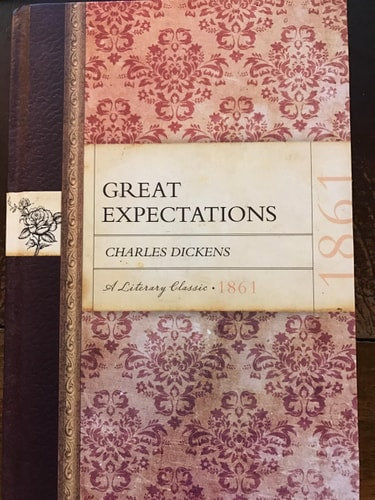 GREAT
EXPECTATIONS
CHARLES DICKENS
A Literary Classic • 1861
1861